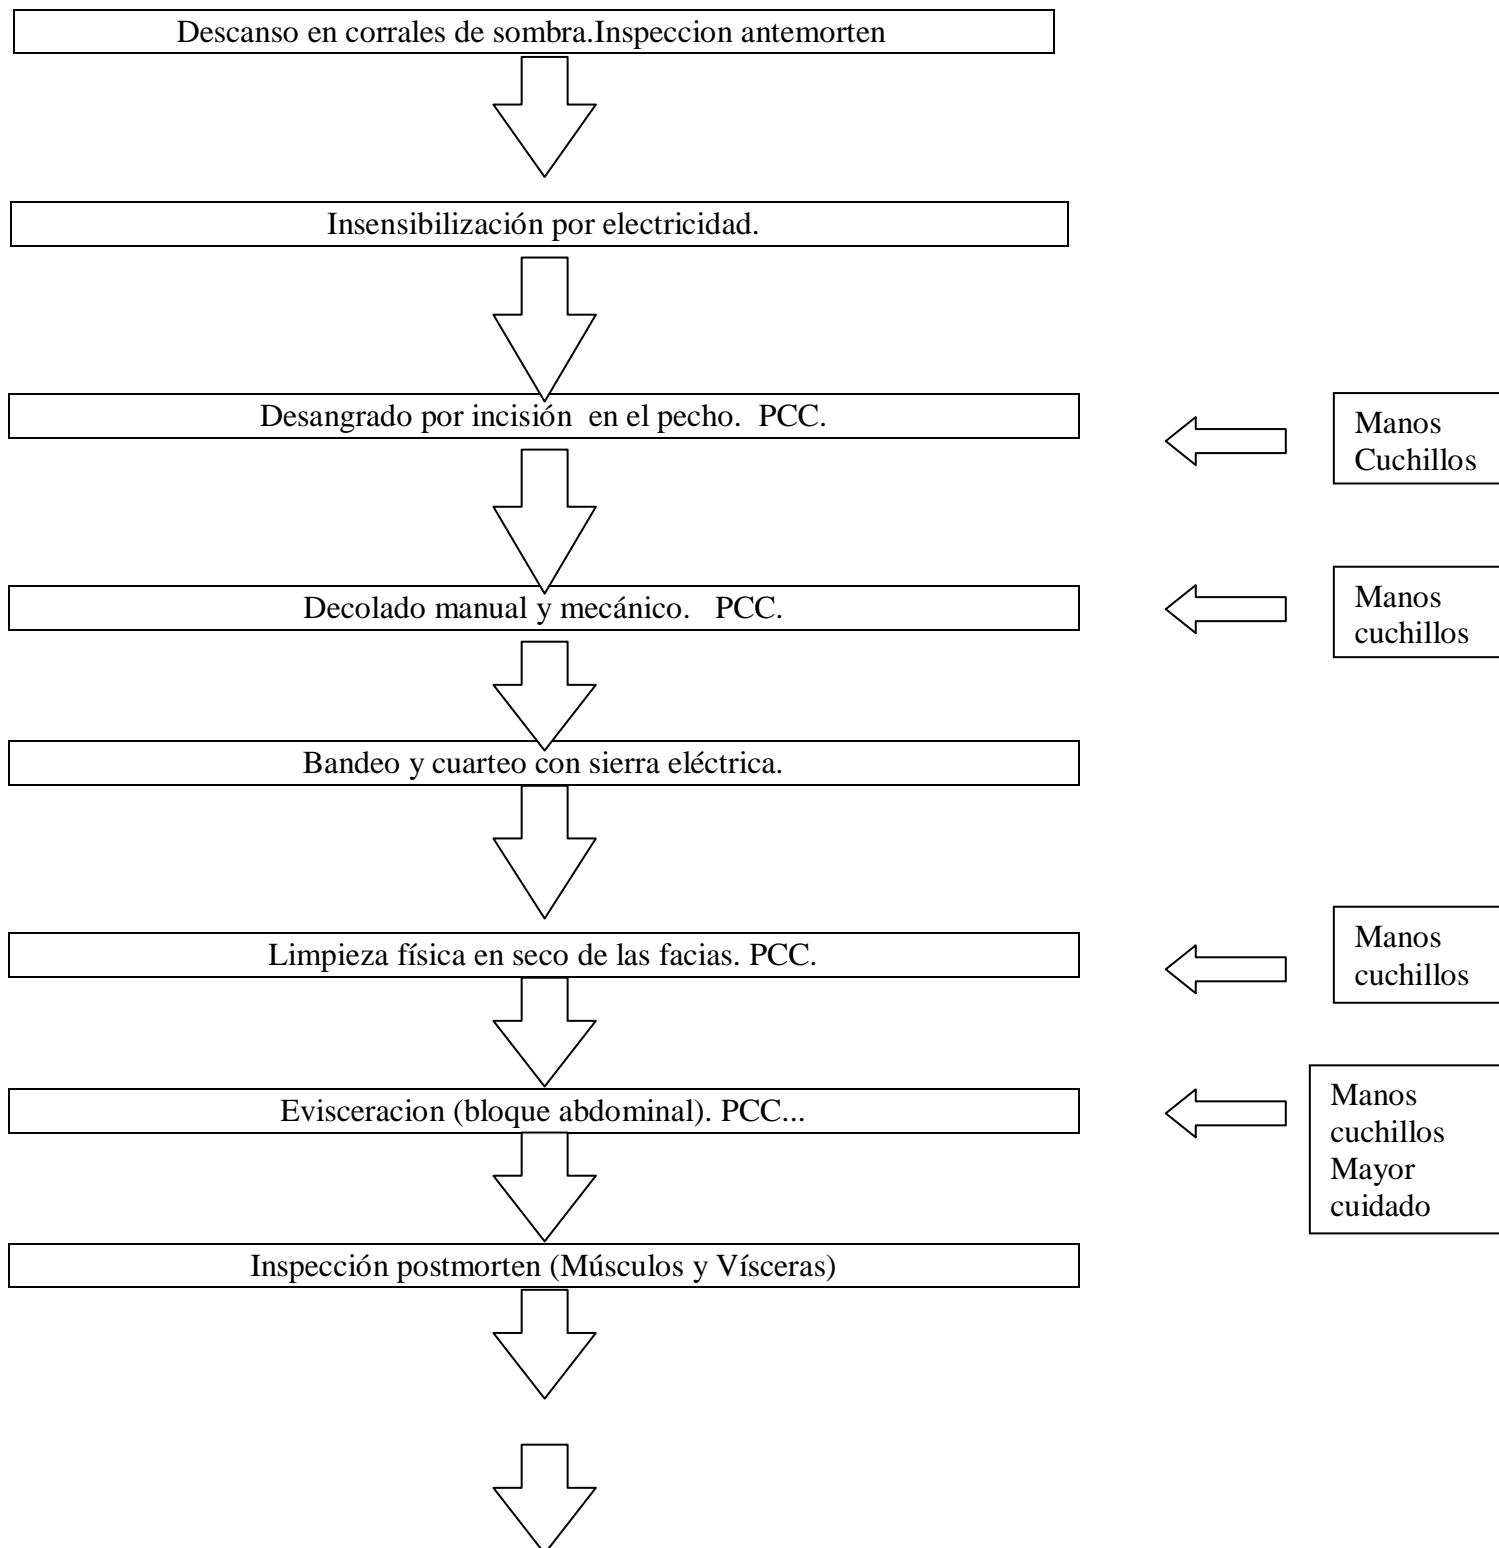 Descanso en corrales de sombra.Inspeccion antemorten
Insensibilización por electricidad.
Desangrado por incisión  en el pecho.  PCC.
Manos
Cuchillos
Decolado manual y mecánico.   PCC.
Manos
cuchillos
Bandeo y cuarteo con sierra eléctrica.
Limpieza física en seco de las facias. PCC.
Manos
cuchillos
Evisceracion (bloque abdominal). PCC...
Manos
cuchillos
Mayor
cuidado
Inspección postmorten (Músculos y Vísceras)